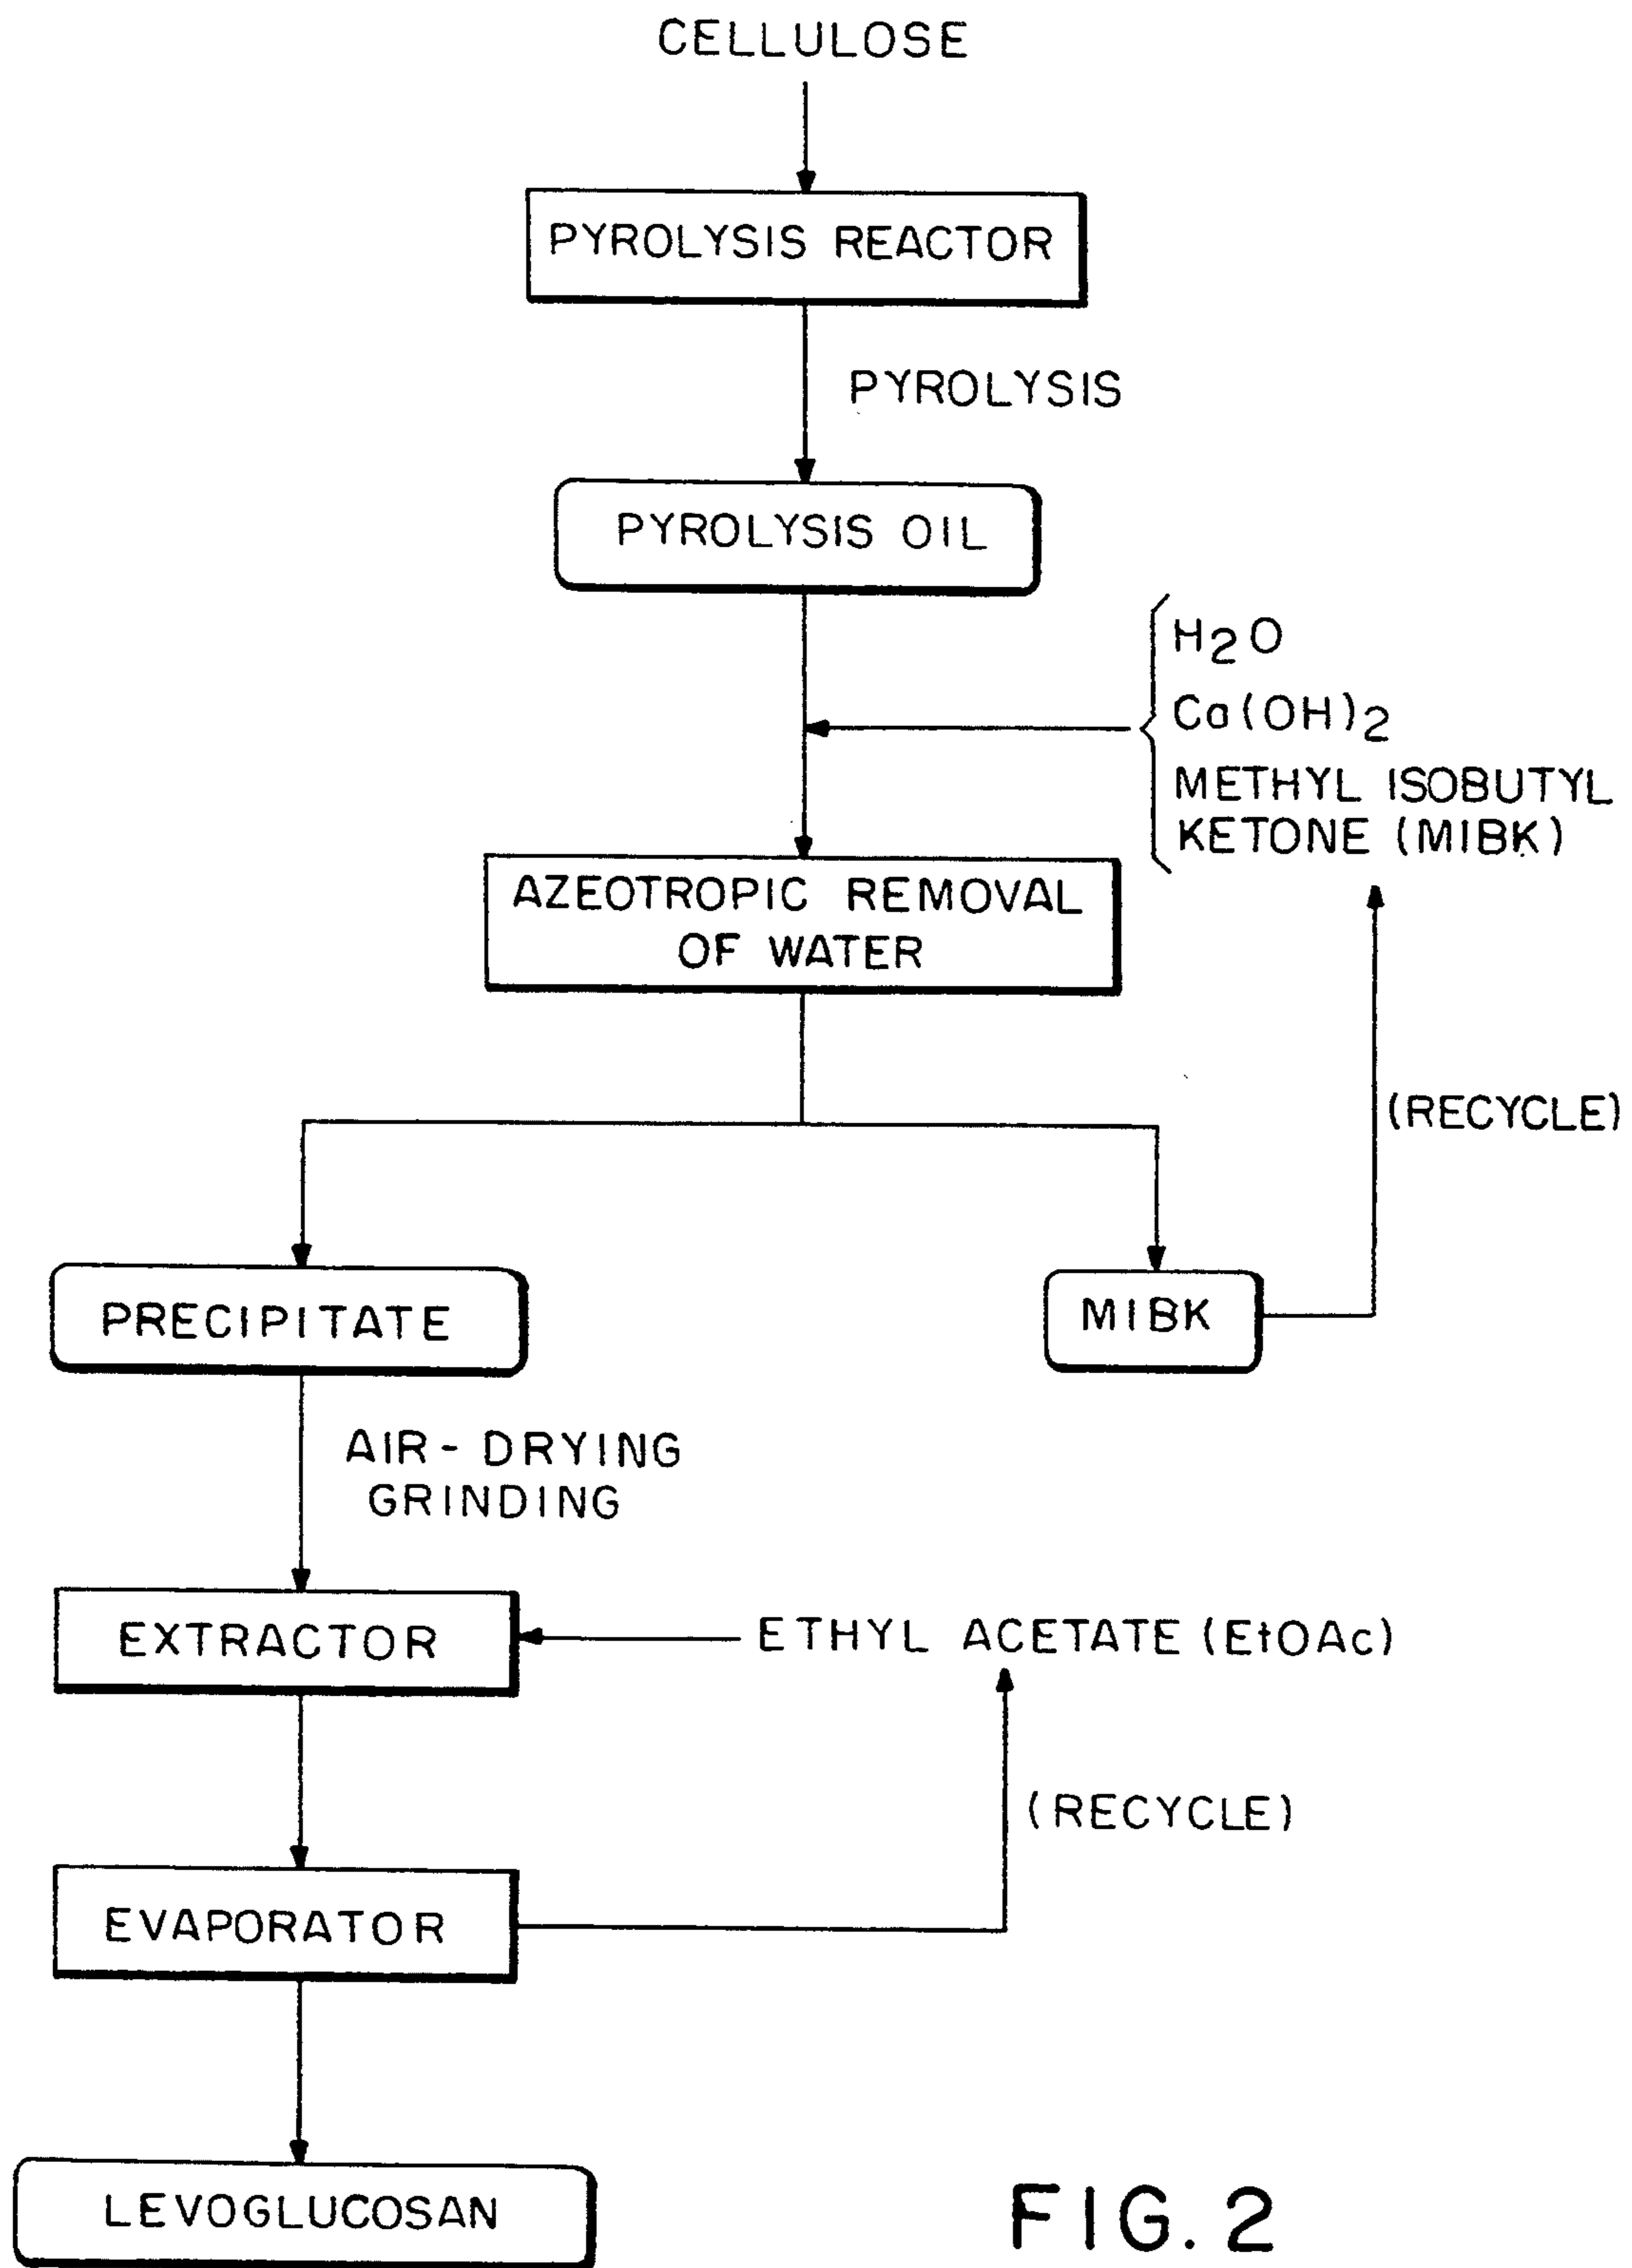 CELLULOSE
PYROLYSIS REACTOR
PYROLYSIS
PYROLYSIS OIL
H2O
Ca(OH)2
METHYL ISOBUTYL
KETONE (MIBK)
AZEOTROPIC REMOVAL
OF WATER
(RECYCLE)
PRECIPITATE
MIBK
AIR-DRYING
GRINDING
EXTRACTOR
ETHYL ACETATE (EtOAc)
(RECYCLE)
EVAPORATOR
LEVOGLUCOSAN
FIG. 2